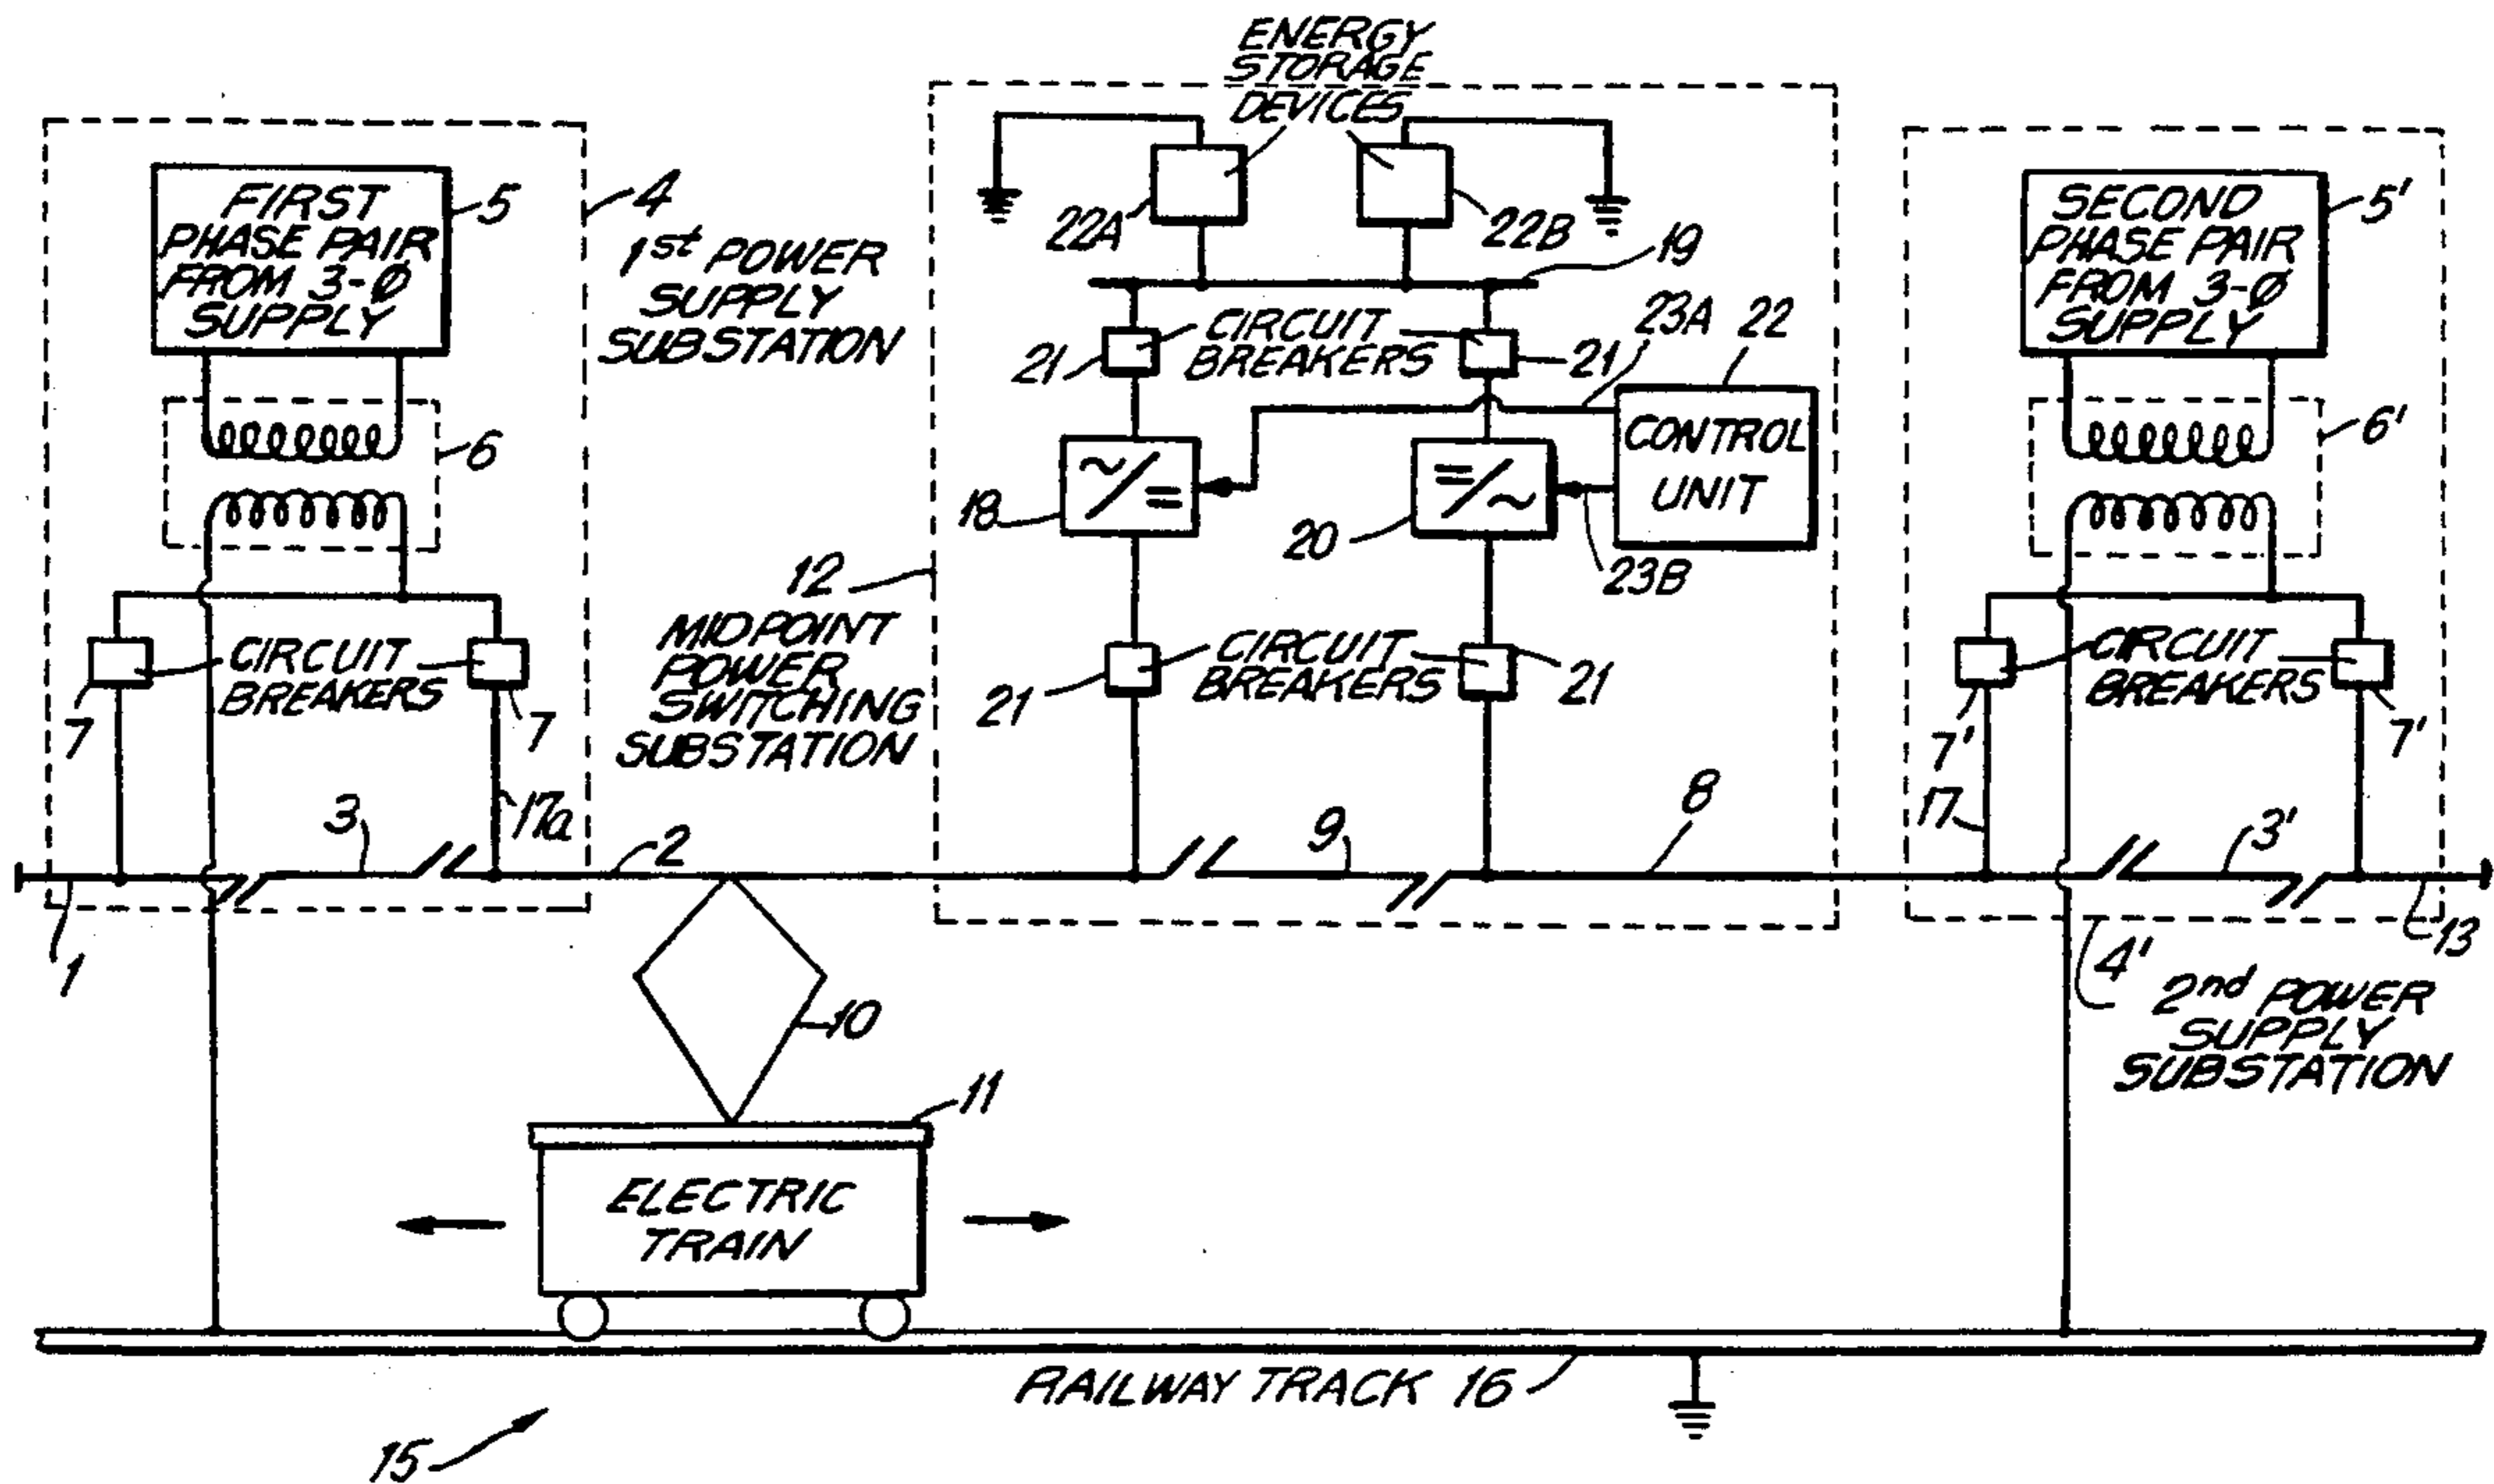 ENERGY
STORAGE
DEVICES
FIRST
PHASE PAIR
FROM 3-Ø
SUPPLY
5
4
1st POWER
SUPPLY
SUBSTATION
6
CIRCUIT
BREAKERS
7
7
17a
3
2
1
22A
22B
19
CIRCUIT
BREAKERS
21
21
23A
22
CONTROL
UNIT
~/=
=/~
18
20
23B
12
MIDPOINT
POWER
SWITCHING
SUBSTATION
CIRCUIT
BREAKERS
21
21
9
8
SECOND
PHASE PAIR
FROM 3-Ø
SUPPLY
5'
6'
CIRCUIT
BREAKERS
7'
7'
17
3'
13
4'
2nd POWER
SUPPLY
SUBSTATION
10
11
ELECTRIC
TRAIN
RAILWAY TRACK 16
15